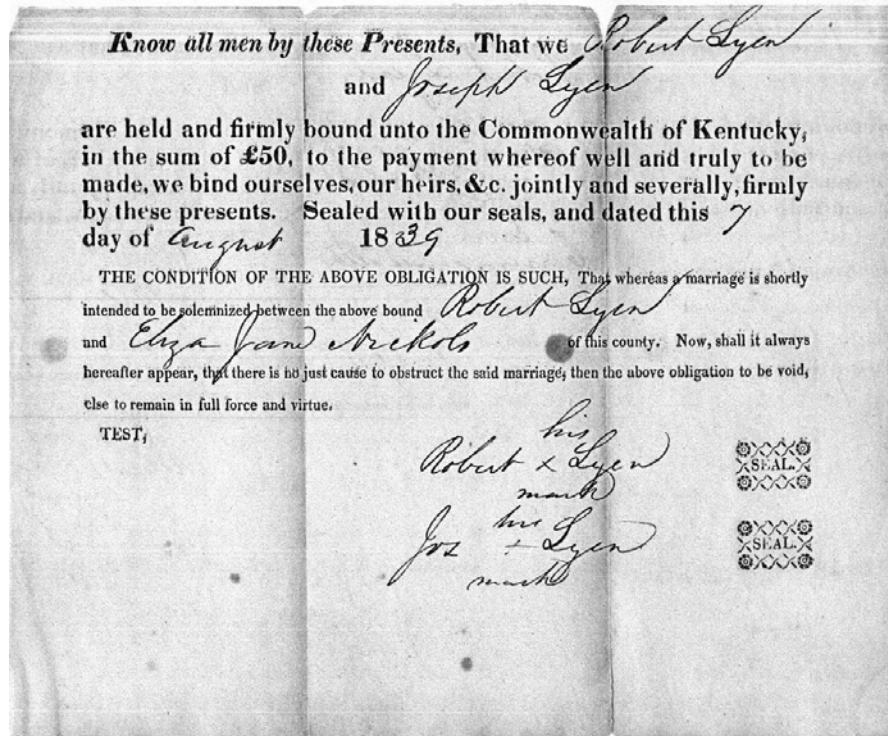 Know all men by these Presents, That we Robert Lyen
and Joseph Lyen
are held and firmly bound unto the Commonwealth of Kentucky,
in the sum of £50, to the payment whereof well and truly to be
made, we bind ourselves, our heirs, &c. jointly and severally, firmly
by these presents. Sealed with our seals, and dated this 7
day of August 1839
THE CONDITION OF THE ABOVE OBLIGATION IS SUCH, That whereas a marriage is shortly
intended to be solemnized between the above bound Robert Lyen
and Eliza Jane Nickols of this county. Now, shall it always
hereafter appear, that there is no just cause to obstruct the said marriage, then the above obligation to be void,
else to remain in full force and virtue.
TEST,
his
Robert x Lyen
SEAL.
mark
his
Jos + Lyen
SEAL.
mark